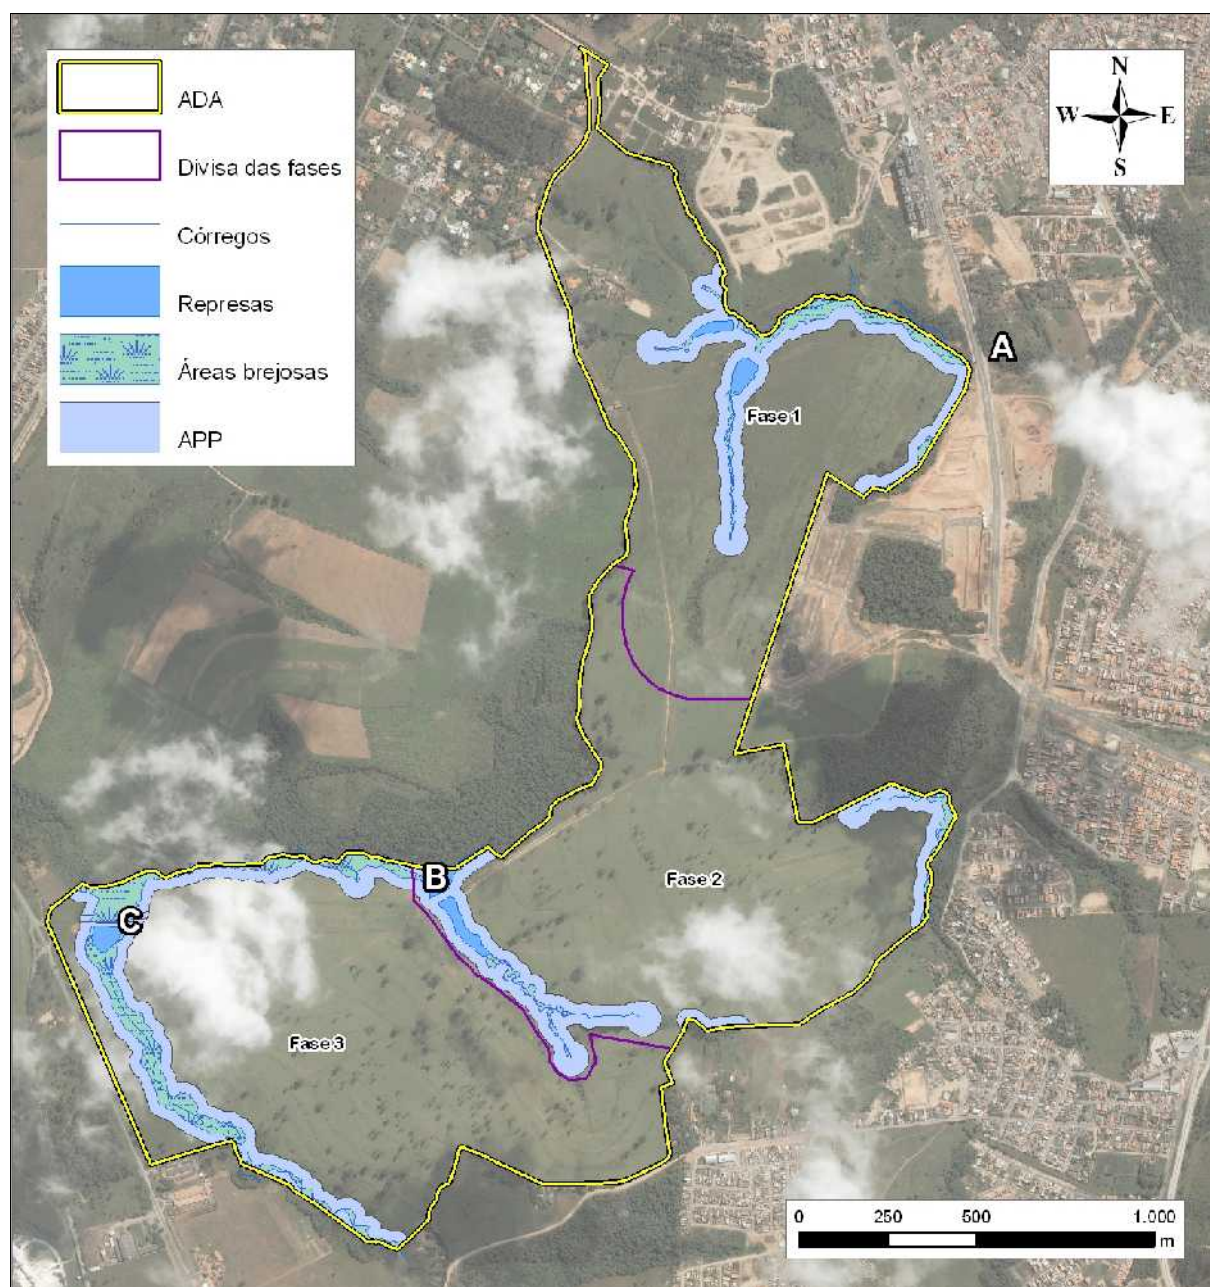 ADA
Divisa das fases
Córregos
Represas
Áreas brejosas
APP
N
W E
S
A
Fase 1
B
Fase 2
C
Fase 3
0 250 500 1.000
m